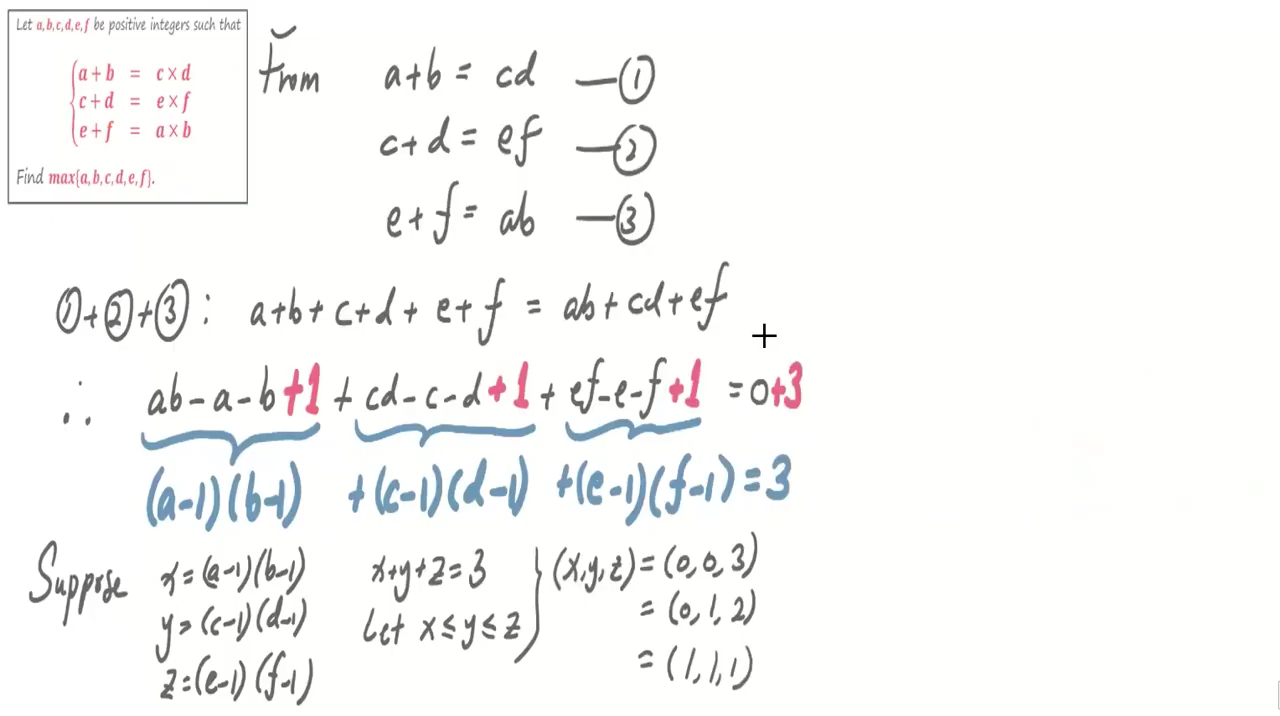 Let a,b,c,d,e,f be positive integers such that
a+b = c×d
c+d = e×f
e+f = a×b
Find max{a,b,c,d,e,f}.
From a+b = cd —①
c+d = ef —②
e+f = ab —③
①+②+③: a+b+c+d+e+f = ab+cd+ef
∴ ab-a-b+1 + cd-c-d+1 + ef-e-f+1 = 0+3
(a-1)(b-1) +(c-1)(d-1) +(e-1)(f-1)=3
Suppose x=(a-1)(b-1) x+y+z=3 (x,y,z) = (0,0,3)
y=(c-1)(d-1) Let x≤y≤z = (0,1,2)
z=(e-1)(f-1) = (1,1,1)